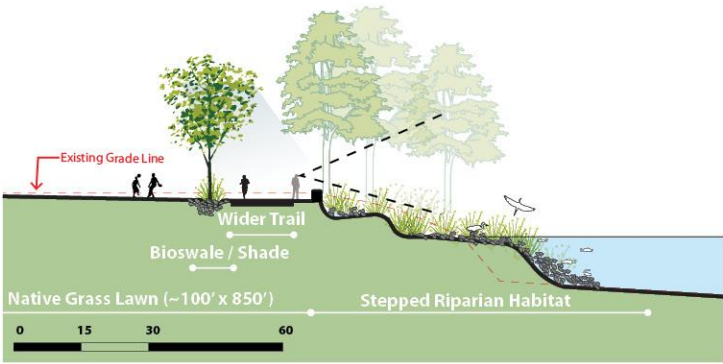 Existing Grade Line
Wider Trail
Bioswale / Shade
Native Grass Lawn (~100' x 850')
Stepped Riparian Habitat
0 15 30 60